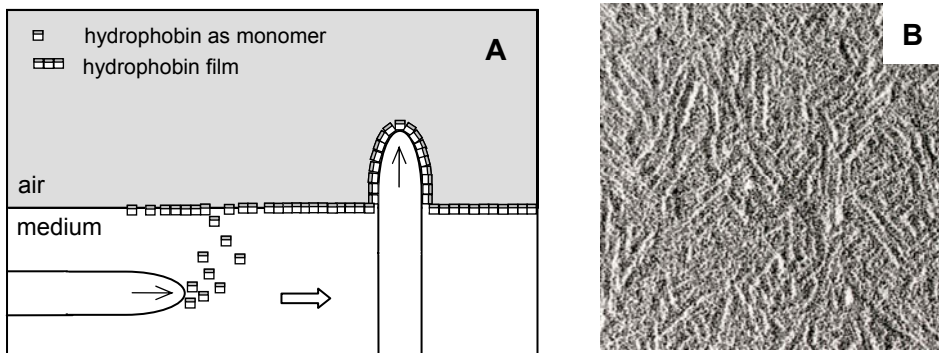 hydrophobin as monomer
hydrophobin film
A
air
medium
B